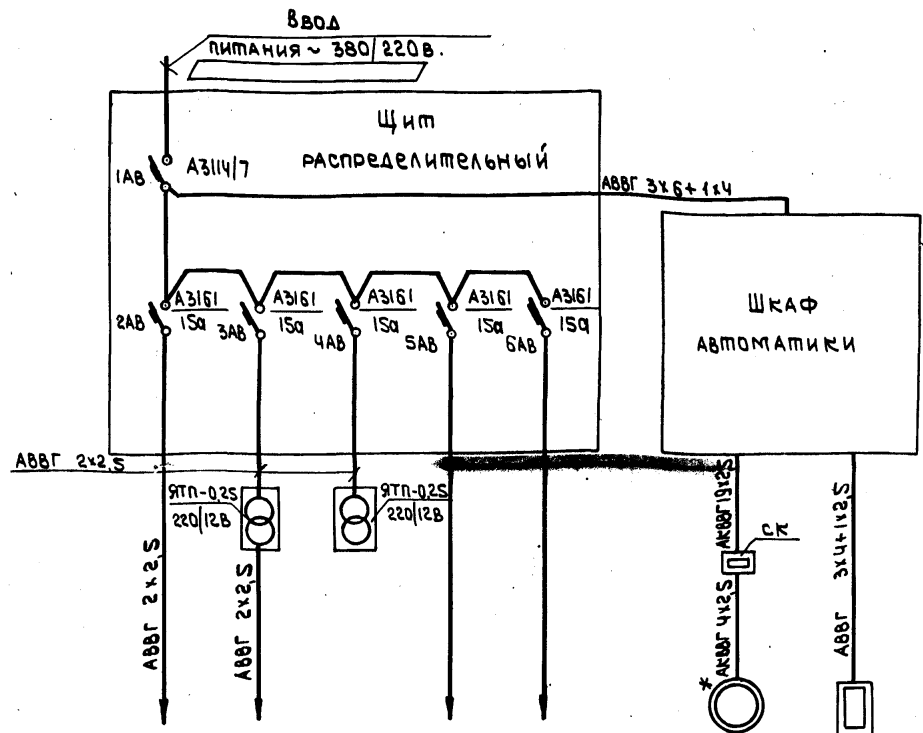 Ввод
питания ~ 380/220в.
Щит
распределительный
1АВ
А3114/7
АВВГ 3х6+1х4
Шкаф
автоматики
2АВ
А3161
15а
3АВ
А3161
15а
4АВ
А3161
15а
5АВ
А3161
15а
6АВ
А3161
15а
АВВГ 2х2,5
ЯТП-0,25
220/12В
ЯТП-0,25
220/12В
АВВГ 2х2,5
АВВГ 2х2,5
АКВВГ 19х2,5
СК
АКВВГ 4х2,5
*
АВВГ 3х4+1х2,5